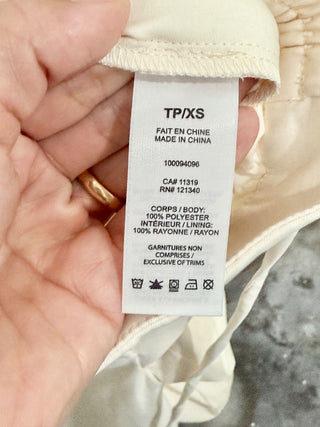 TP/XS
FAIT EN CHINE
MADE IN CHINA
100094096
CA# 11319
RN# 121340
CORPS / BODY:
100% POLYESTER
INTÉRIEUR / LINING:
100% RAYONNE / RAYON
GARNITURES NON
COMPRISES /
EXCLUSIVE OF TRIMS